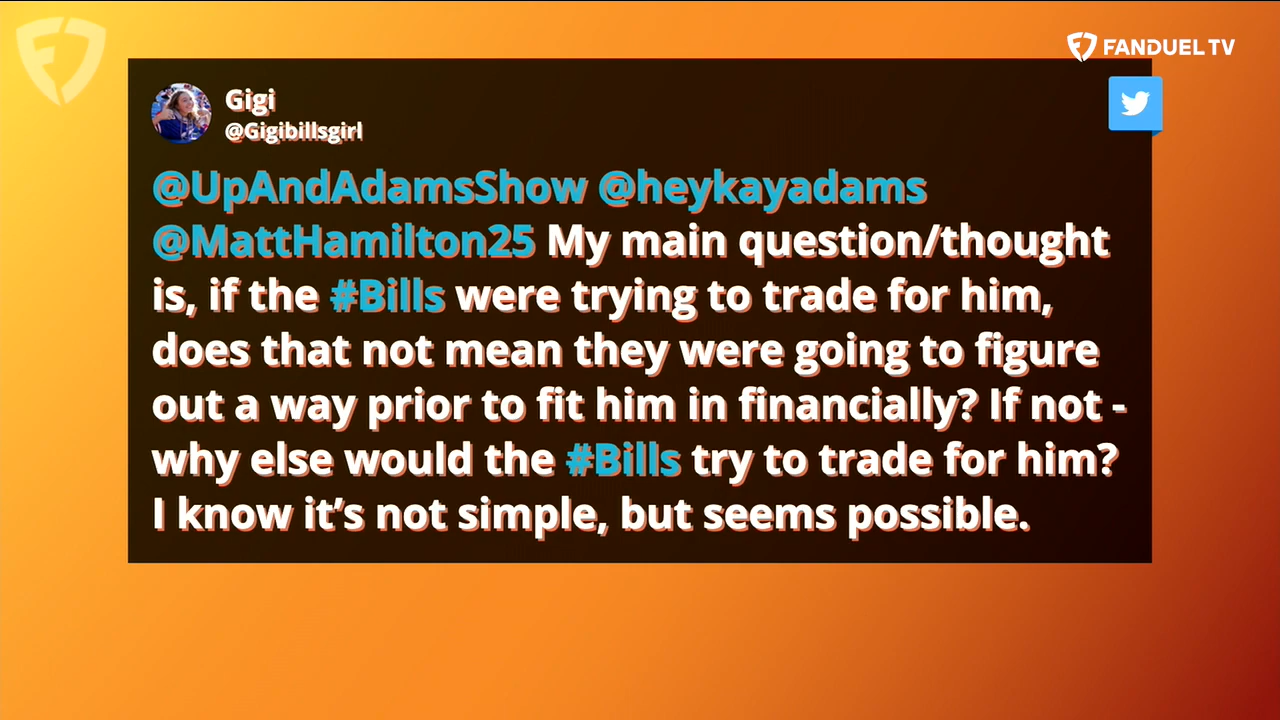 FANDUEL TV
Gigi
@Gigibillsgirl
@UpAndAdamsShow @heykayadams
@MattHamilton25 My main question/thought
is, if the #Bills were trying to trade for him,
does that not mean they were going to figure
out a way prior to fit him in financially? If not -
why else would the #Bills try to trade for him?
I know it’s not simple, but seems possible.